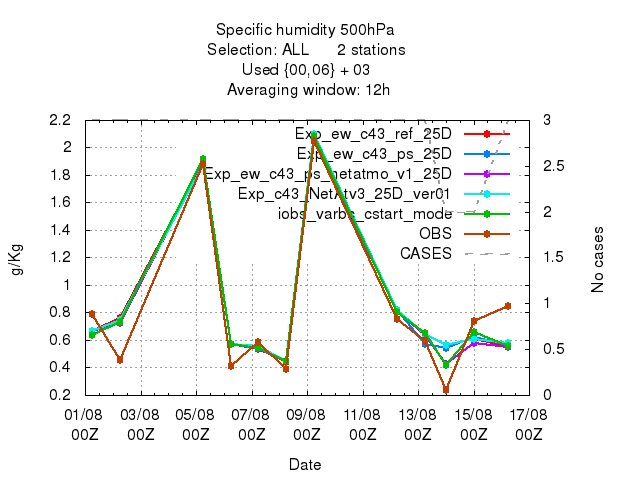 Specific humidity 500hPa
Selection: ALL 2 stations
Used {00,06} + 03
Averaging window: 12h
g/Kg
2.2
2
1.8
1.6
1.4
1.2
1
0.8
0.6
0.4
0.2
Exp_ew_c43_ref_25D
Exp_ew_c43_ps_25D
Exp_ew_c43_ps_netatmo_v1_25D
Exp_c43_NetAtv3_25D_ver01
iobs_varbc_cstart_mode
OBS
CASES
3
2.5
2
1.5
1
0.5
0
No cases
01/08 03/08 05/08 07/08 09/08 11/08 13/08 15/08 17/08
00Z 00Z 00Z 00Z 00Z 00Z 00Z 00Z 00Z
Date